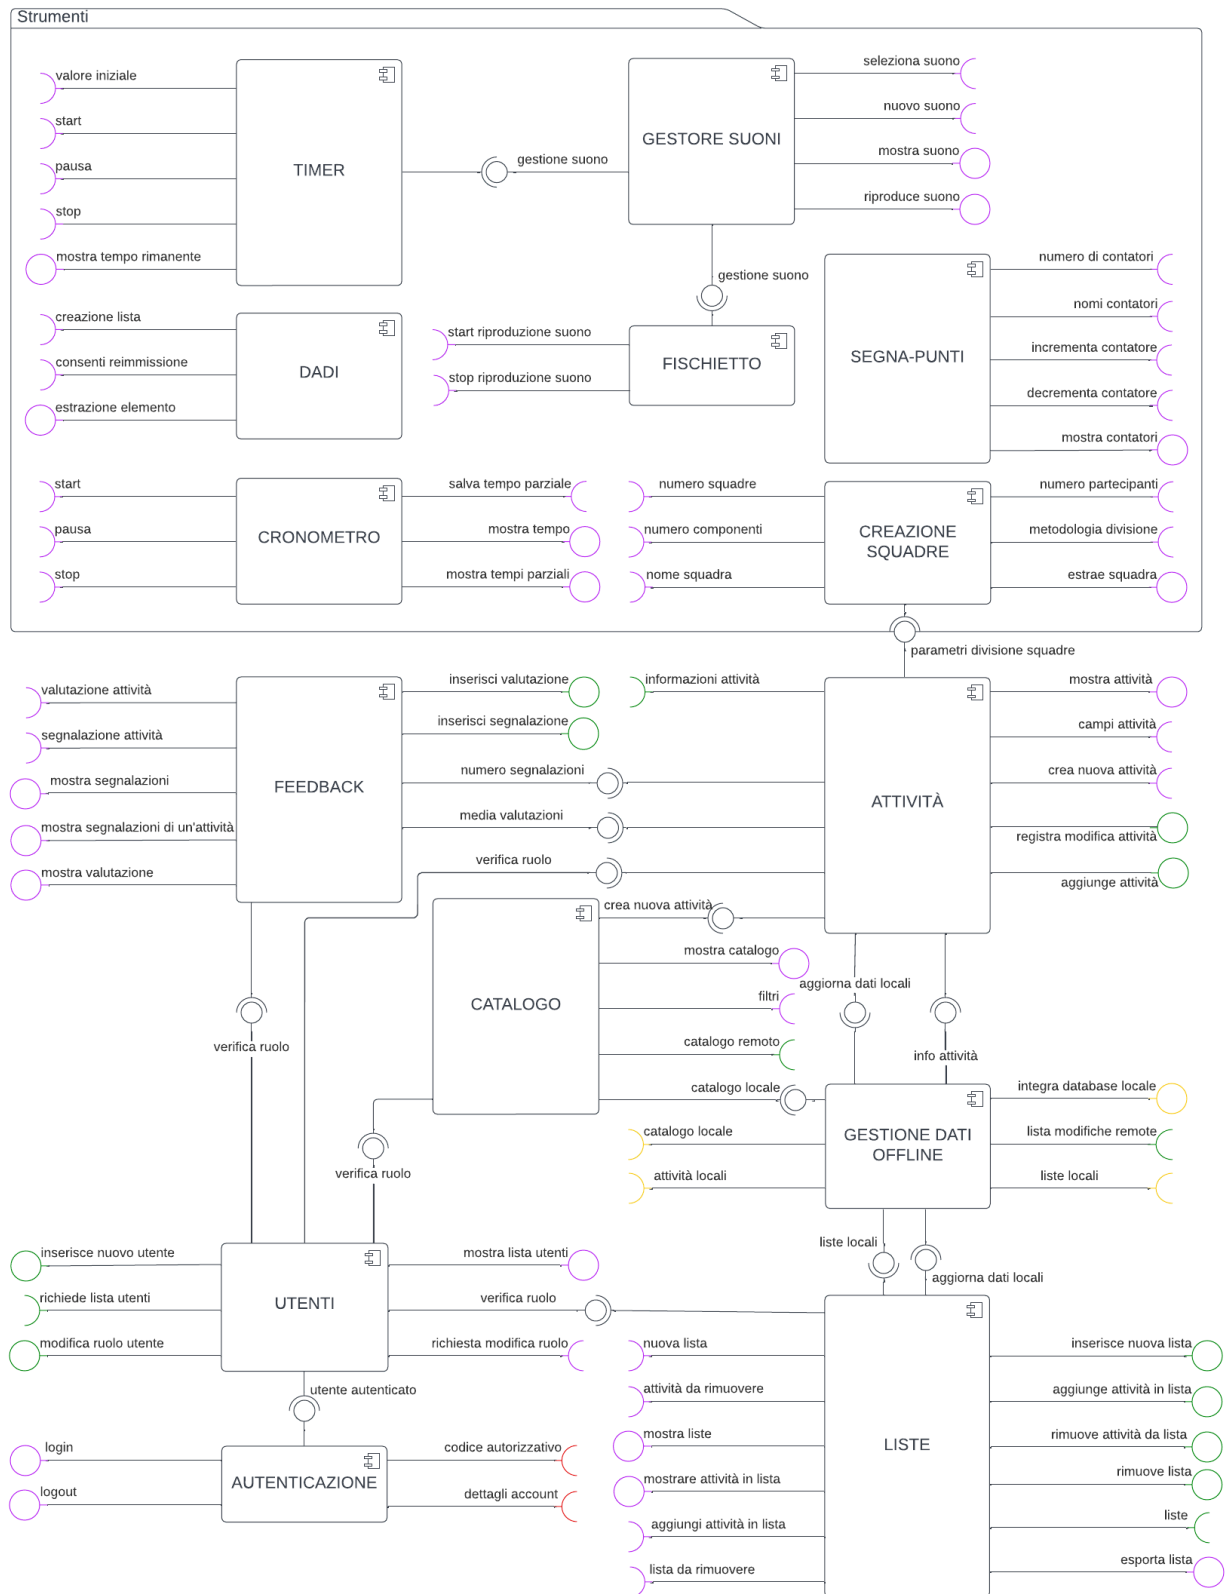 Strumenti
valore iniziale
start
pausa
stop
mostra tempo rimanente
TIMER
gestione suono
GESTORE SUONI
seleziona suono
nuovo suono
mostra suono
riproduce suono
gestione suono
creazione lista
consenti reimmissione
estrazione elemento
DADI
start riproduzione suono
stop riproduzione suono
FISCHIETTO
SEGNA-PUNTI
numero di contatori
nomi contatori
incrementa contatore
decrementa contatore
mostra contatori
start
pausa
stop
CRONOMETRO
salva tempo parziale
mostra tempo
mostra tempi parziali
numero squadre
numero componenti
nome squadra
CREAZIONE
SQUADRE
numero partecipanti
metodologia divisione
estrae squadra
parametri divisione squadre
valutazione attività
segnalazione attività
mostra segnalazioni
mostra segnalazioni di un'attività
mostra valutazione
FEEDBACK
inserisci valutazione
inserisci segnalazione
numero segnalazioni
media valutazioni
verifica ruolo
informazioni attività
ATTIVITÀ
mostra attività
campi attività
crea nuova attività
registra modifica attività
aggiunge attività
crea nuova attività
mostra catalogo
filtri
catalogo remoto
catalogo locale
CATALOGO
aggiorna dati locali
info attività
verifica ruolo
verifica ruolo
catalogo locale
attività locali
GESTIONE DATI
OFFLINE
integra database locale
lista modifiche remote
liste locali
liste locali
aggiorna dati locali
inserisce nuovo utente
richiede lista utenti
modifica ruolo utente
UTENTI
mostra lista utenti
verifica ruolo
richiesta modifica ruolo
utente autenticato
login
logout
AUTENTICAZIONE
codice autorizzativo
dettagli account
nuova lista
attività da rimuovere
mostra liste
mostrare attività in lista
aggiungi attività in lista
lista da rimuovere
LISTE
inserisce nuova lista
aggiunge attività in lista
rimuove attività da lista
rimuove lista
liste
esporta lista